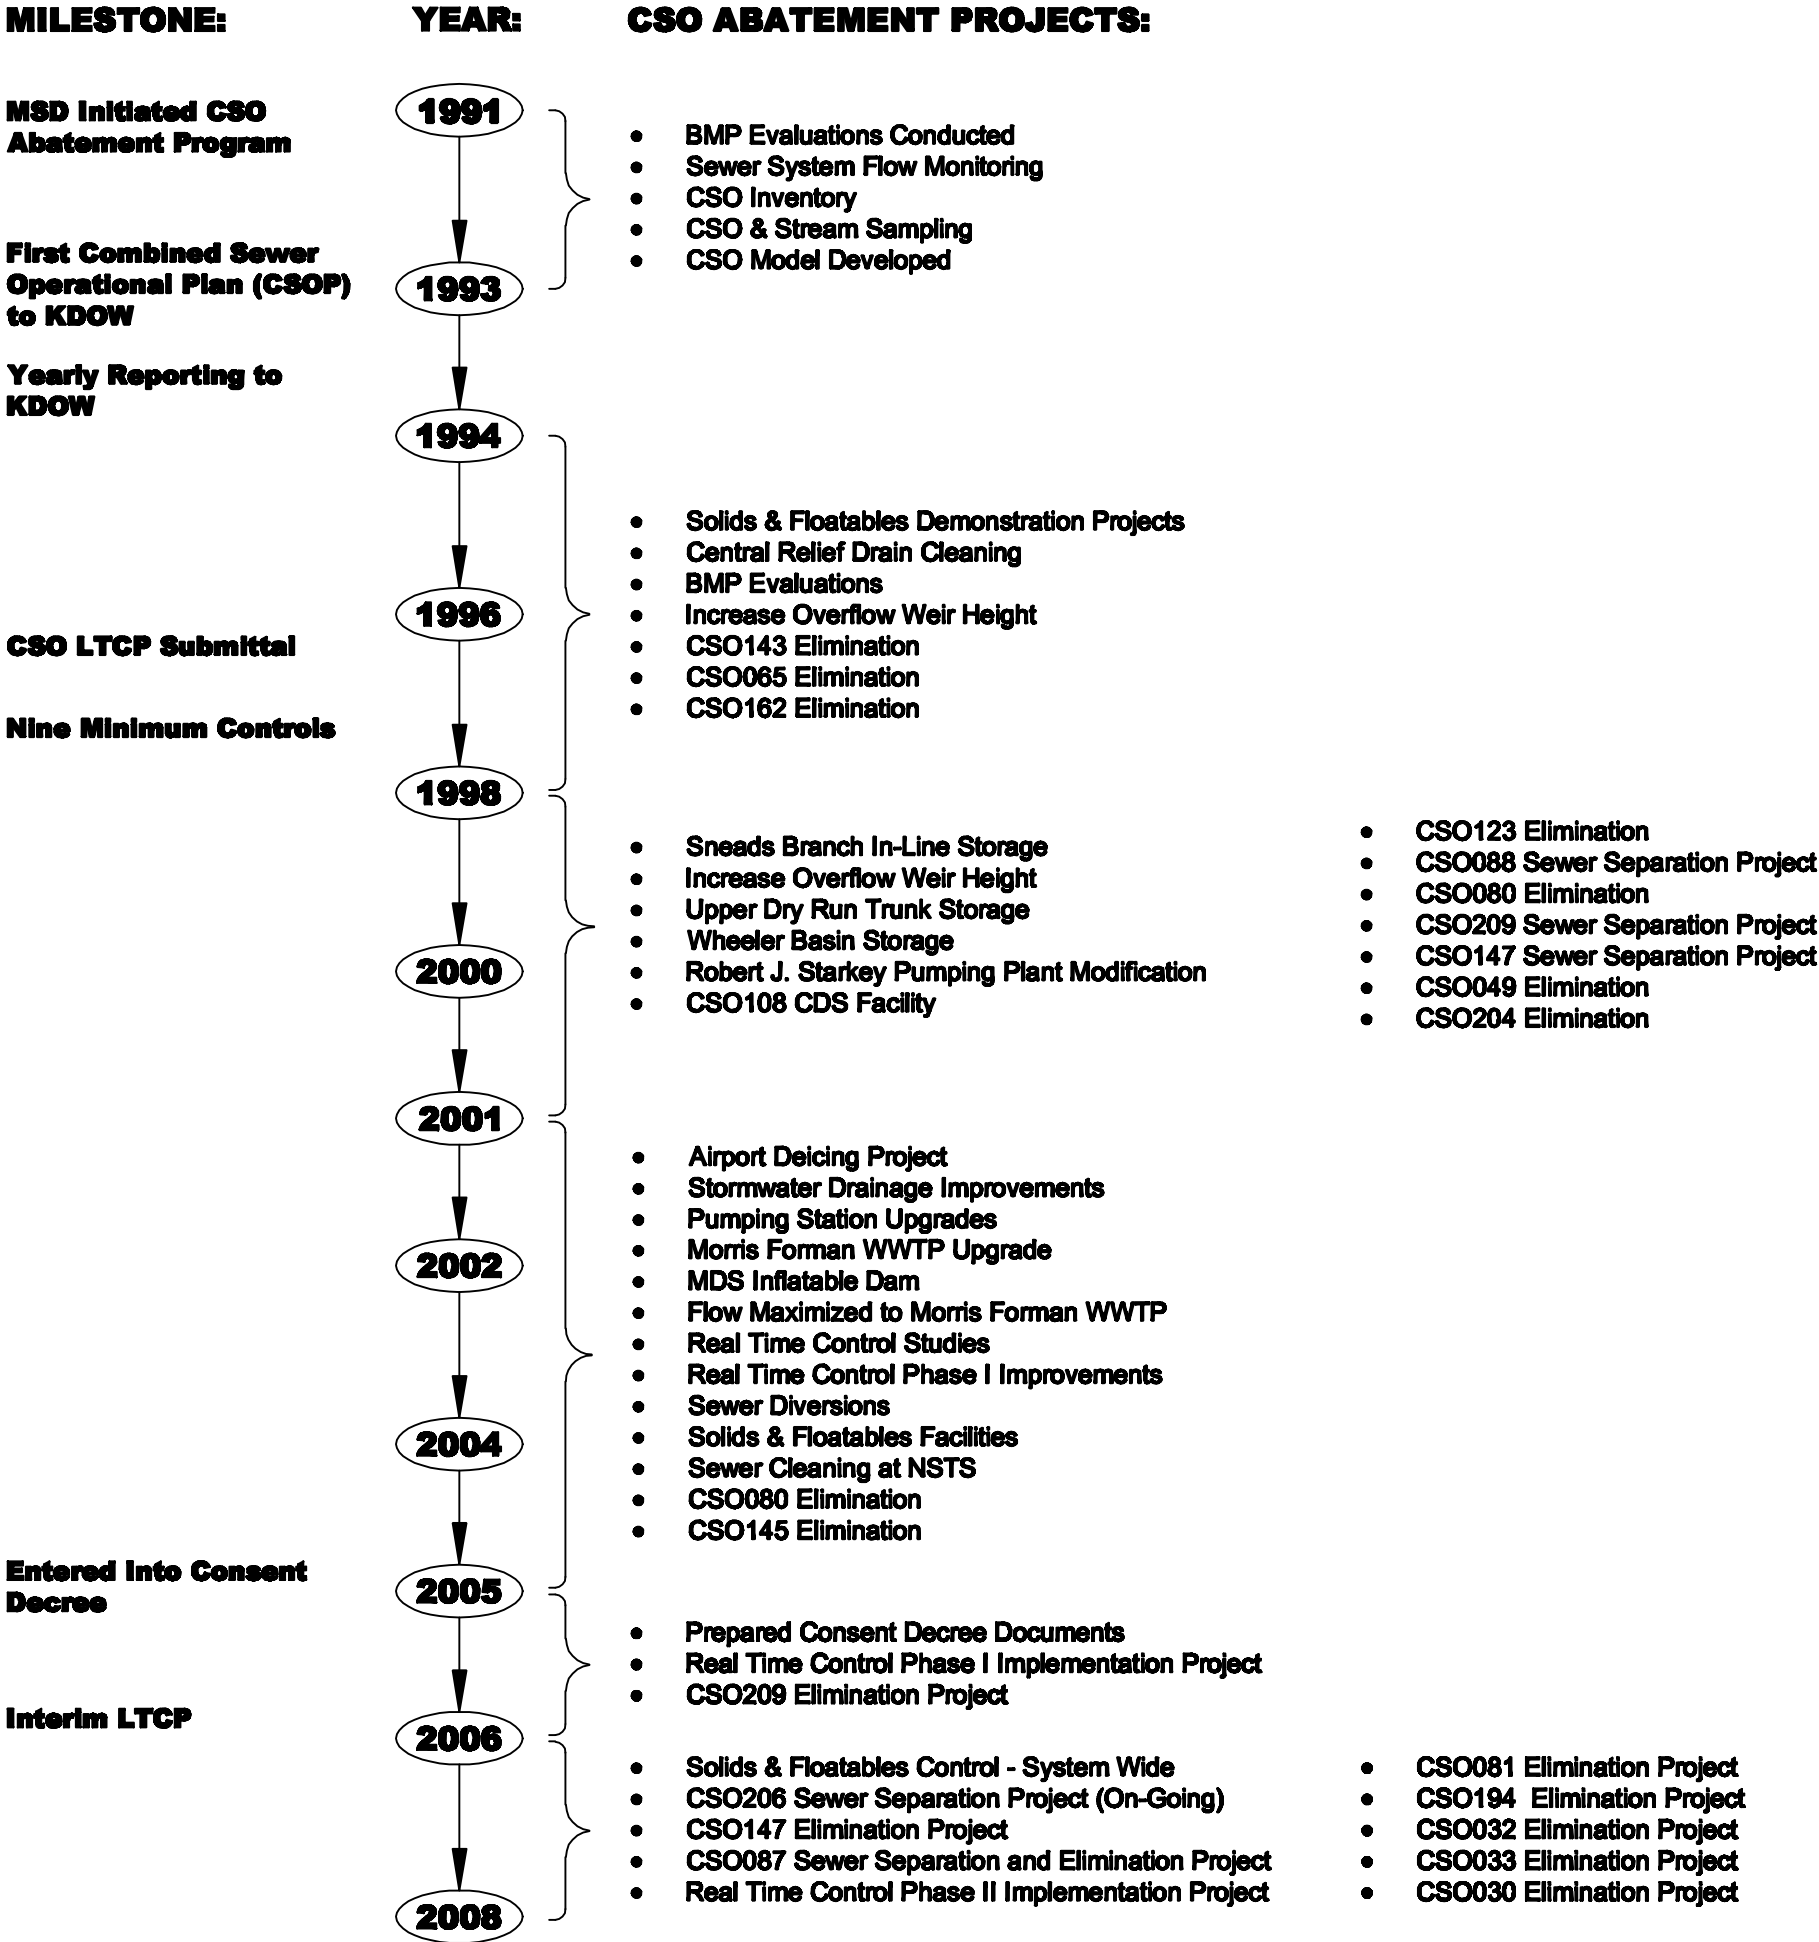 MILESTONE: YEAR: CSO ABATEMENT PROJECTS:
MSD Initiated CSO
Abatement Program
1991
• BMP Evaluations Conducted
• Sewer System Flow Monitoring
• CSO Inventory
• CSO & Stream Sampling
• CSO Model Developed
First Combined Sewer
Operational Plan (CSOP)
to KDOW
1993
Yearly Reporting to
KDOW
1994
• Solids & Floatables Demonstration Projects
• Central Relief Drain Cleaning
• BMP Evaluations
• Increase Overflow Weir Height
• CSO143 Elimination
• CSO065 Elimination
• CSO162 Elimination
1996
CSO LTCP Submittal
Nine Minimum Controls
1998
• Sneads Branch In-Line Storage
• Increase Overflow Weir Height
• Upper Dry Run Trunk Storage
• Wheeler Basin Storage
• Robert J. Starkey Pumping Plant Modification
• CSO108 CDS Facility
• CSO123 Elimination
• CSO088 Sewer Separation Project
• CSO080 Elimination
• CSO209 Sewer Separation Project
• CSO147 Sewer Separation Project
• CSO049 Elimination
• CSO204 Elimination
2000
2001
• Airport Deicing Project
• Stormwater Drainage Improvements
• Pumping Station Upgrades
• Morris Forman WWTP Upgrade
• MDS Inflatable Dam
• Flow Maximized to Morris Forman WWTP
• Real Time Control Studies
• Real Time Control Phase I Improvements
• Sewer Diversions
• Solids & Floatables Facilities
• Sewer Cleaning at NSTS
• CSO080 Elimination
• CSO145 Elimination
2002
2004
Entered Into Consent
Decree
2005
• Prepared Consent Decree Documents
• Real Time Control Phase I Implementation Project
• CSO209 Elimination Project
Interim LTCP
2006
• Solids & Floatables Control - System Wide
• CSO206 Sewer Separation Project (On-Going)
• CSO147 Elimination Project
• CSO087 Sewer Separation and Elimination Project
• Real Time Control Phase II Implementation Project
• CSO081 Elimination Project
• CSO194 Elimination Project
• CSO032 Elimination Project
• CSO033 Elimination Project
• CSO030 Elimination Project
2008